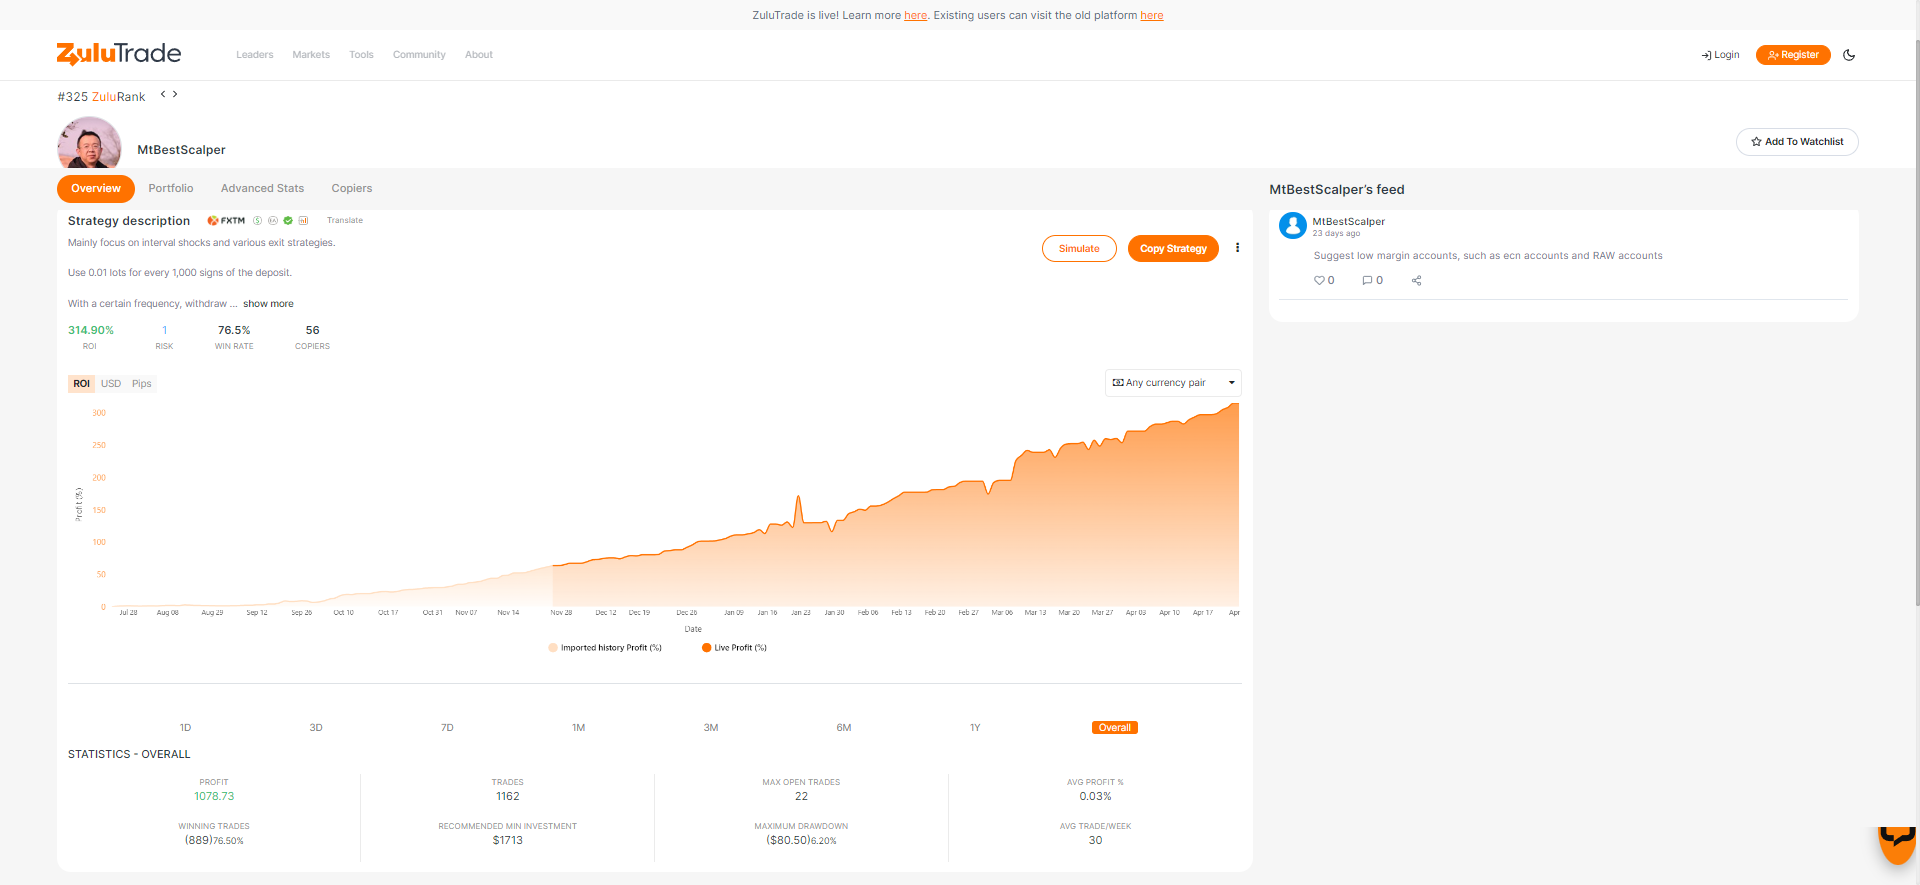 ZuluTrade is live! Learn more here. Existing users can visit the old platform here
ZuluTrade
Leaders Markets Tools Community About
Login Register
#325 ZuluRank
MtBestScalper
Add To Watchlist
Overview Portfolio Advanced Stats Copiers
Strategy description FXTM EA Translate
Mainly focus on interval shocks and various exit strategies.
Use 0.01 lots for every 1,000 signs of the deposit.
With a certain frequency, withdraw ... show more
Simulate Copy Strategy
314.90% 1 76.5% 56
ROI RISK WIN RATE COPIERS
ROI USD Pips
Any currency pair
300
250
200
150
100
50
0
Profit (%)
Jul 28 Aug 08 Aug 29 Sep 12 Sep 26 Oct 10 Oct 17 Oct 31 Nov 07 Nov 14 Nov 28 Dec 12 Dec 19 Dec 26 Jan 09 Jan 16 Jan 23 Jan 30 Feb 06 Feb 13 Feb 20 Feb 27 Mar 06 Mar 13 Mar 20 Mar 27 Apr 03 Apr 10 Apr 17 Apr
Date
Imported history Profit (%) Live Profit (%)
1D 3D 7D 1M 3M 6M 1Y Overall
STATISTICS - OVERALL
PROFIT TRADES MAX OPEN TRADES AVG PROFIT %
1078.73 1162 22 0.03%
WINNING TRADES RECOMMENDED MIN INVESTMENT MAXIMUM DRAWDOWN AVG TRADE/WEEK
(889)76.50% $1713 ($80.50)6.20% 30
MtBestScalper's feed
MtBestScalper
23 days ago
Suggest low margin accounts, such as ecn accounts and RAW accounts
0 0